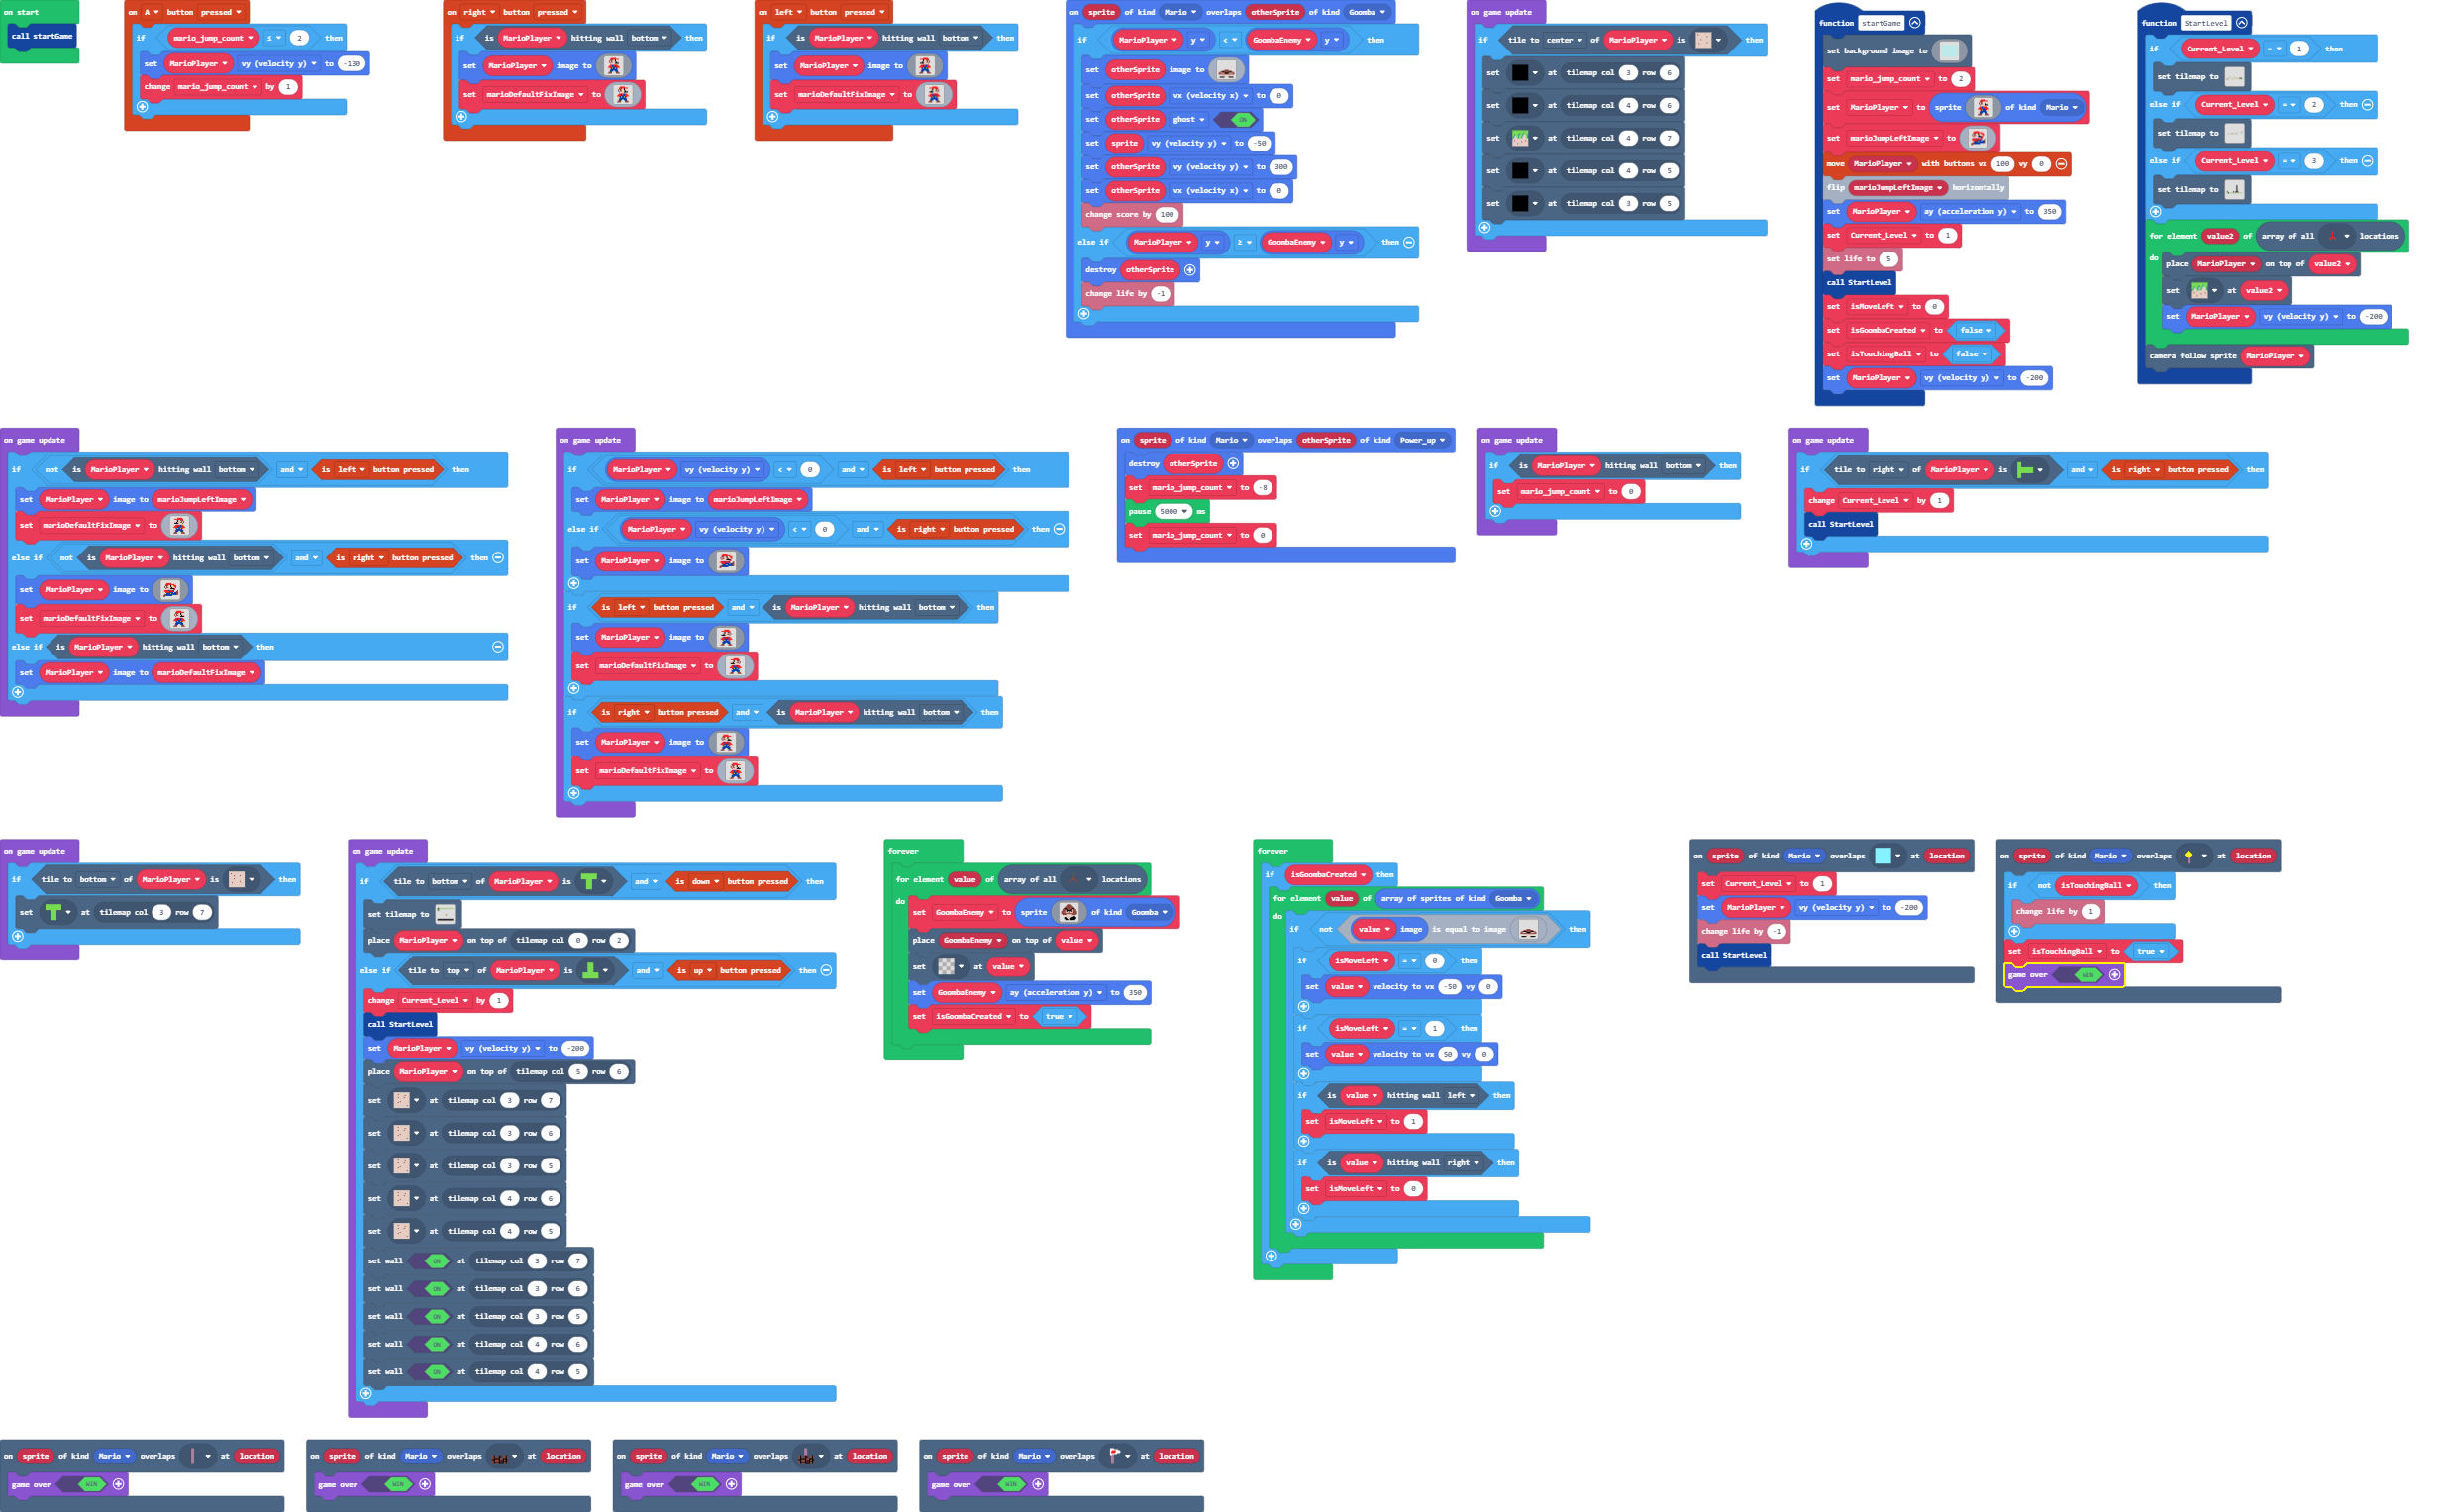 on start
call startGame
on A button pressed
if mario_jump_count ≤ 2 then
set MarioPlayer vy (velocity y) to -130
change mario_jump_count by 1
on right button pressed
if is MarioPlayer hitting wall bottom then
set MarioPlayer image to
set marioDefaultFixImage to
on left button pressed
if is MarioPlayer hitting wall bottom then
set MarioPlayer image to
set marioDefaultFixImage to
on sprite of kind Mario overlaps otherSprite of kind Goomba
if MarioPlayer y < GoombaEnemy y then
set otherSprite image to
set otherSprite vx (velocity x) to 0
set otherSprite ghost ON
set sprite vy (velocity y) to -50
set otherSprite vy (velocity y) to 300
set otherSprite vx (velocity x) to 0
change score by 100
else if MarioPlayer y ≥ GoombaEnemy y then
destroy otherSprite
change life by -1
on game update
if tile to center of MarioPlayer is then
set at tilemap col 3 row 6
set at tilemap col 4 row 6
set at tilemap col 4 row 7
set at tilemap col 4 row 5
set at tilemap col 3 row 5
function startGame
set background image to
set mario_jump_count to 2
set MarioPlayer to sprite of kind Mario
set marioJumpLeftImage to
move MarioPlayer with buttons vx 100 vy 0
flip marioJumpLeftImage horizontally
set MarioPlayer ay (acceleration y) to 350
set Current_Level to 1
set life to 5
call StartLevel
set isMoveLeft to 0
set isGoombaCreated to false
set isTouchingBall to false
set MarioPlayer vy (velocity y) to -200
function StartLevel
if Current_Level = 1 then
set tilemap to
else if Current_Level = 2 then
set tilemap to
else if Current_Level = 3 then
set tilemap to
for element value2 of array of all locations
do place MarioPlayer on top of value2
set at value2
set MarioPlayer vy (velocity y) to -200
camera follow sprite MarioPlayer
on game update
if not is MarioPlayer hitting wall bottom and is left button pressed then
set MarioPlayer image to marioJumpLeftImage
set marioDefaultFixImage to
else if not is MarioPlayer hitting wall bottom and is right button pressed then
set MarioPlayer image to
set marioDefaultFixImage to
else if is MarioPlayer hitting wall bottom then
set MarioPlayer image to marioDefaultFixImage
on game update
if MarioPlayer vy (velocity y) < 0 and is left button pressed then
set MarioPlayer image to marioJumpLeftImage
else if MarioPlayer vy (velocity y) < 0 and is right button pressed then
set MarioPlayer image to
if is left button pressed and is MarioPlayer hitting wall bottom then
set MarioPlayer image to
set marioDefaultFixImage to
if is right button pressed and is MarioPlayer hitting wall bottom then
set MarioPlayer image to
set marioDefaultFixImage to
on sprite of kind Mario overlaps otherSprite of kind Power_up
destroy otherSprite
set mario_jump_count to -8
pause 5000 ms
set mario_jump_count to 0
on game update
if is MarioPlayer hitting wall bottom then
set mario_jump_count to 0
on game update
if tile to right of MarioPlayer is and is right button pressed then
change Current_Level by 1
call StartLevel
on game update
if tile to bottom of MarioPlayer is then
set at tilemap col 3 row 7
on game update
if tile to bottom of MarioPlayer is and is down button pressed then
set tilemap to
place MarioPlayer on top of tilemap col 0 row 2
else if tile to top of MarioPlayer is and is up button pressed then
change Current_Level by 1
call StartLevel
set MarioPlayer vy (velocity y) to -200
place MarioPlayer on top of tilemap col 5 row 6
set at tilemap col 3 row 7
set at tilemap col 3 row 6
set at tilemap col 3 row 5
set at tilemap col 4 row 6
set at tilemap col 4 row 5
set wall ON at tilemap col 3 row 7
set wall ON at tilemap col 3 row 6
set wall ON at tilemap col 3 row 5
set wall ON at tilemap col 4 row 6
set wall ON at tilemap col 4 row 5
forever
for element value of array of all locations
do set GoombaEnemy to sprite of kind Goomba
place GoombaEnemy on top of value
set at value
set GoombaEnemy ay (acceleration y) to 350
set isGoombaCreated to true
forever
if isGoombaCreated then
for element value of array of sprites of kind Goomba
do if not value image is equal to image then
if isMoveLeft = 0 then
set value velocity to vx -50 vy 0
if isMoveLeft = 1 then
set value velocity to vx 50 vy 0
if is value hitting wall left then
set isMoveLeft to 1
if is value hitting wall right then
set isMoveLeft to 0
on sprite of kind Mario overlaps at location
set Current_Level to 1
set MarioPlayer vy (velocity y) to -200
change life by -1
call StartLevel
on sprite of kind Mario overlaps at location
if not isTouchingBall then
change life by 1
set isTouchingBall to true
game over WIN
on sprite of kind Mario overlaps at location
game over WIN
on sprite of kind Mario overlaps at location
game over WIN
on sprite of kind Mario overlaps at location
game over WIN
on sprite of kind Mario overlaps at location
game over WIN